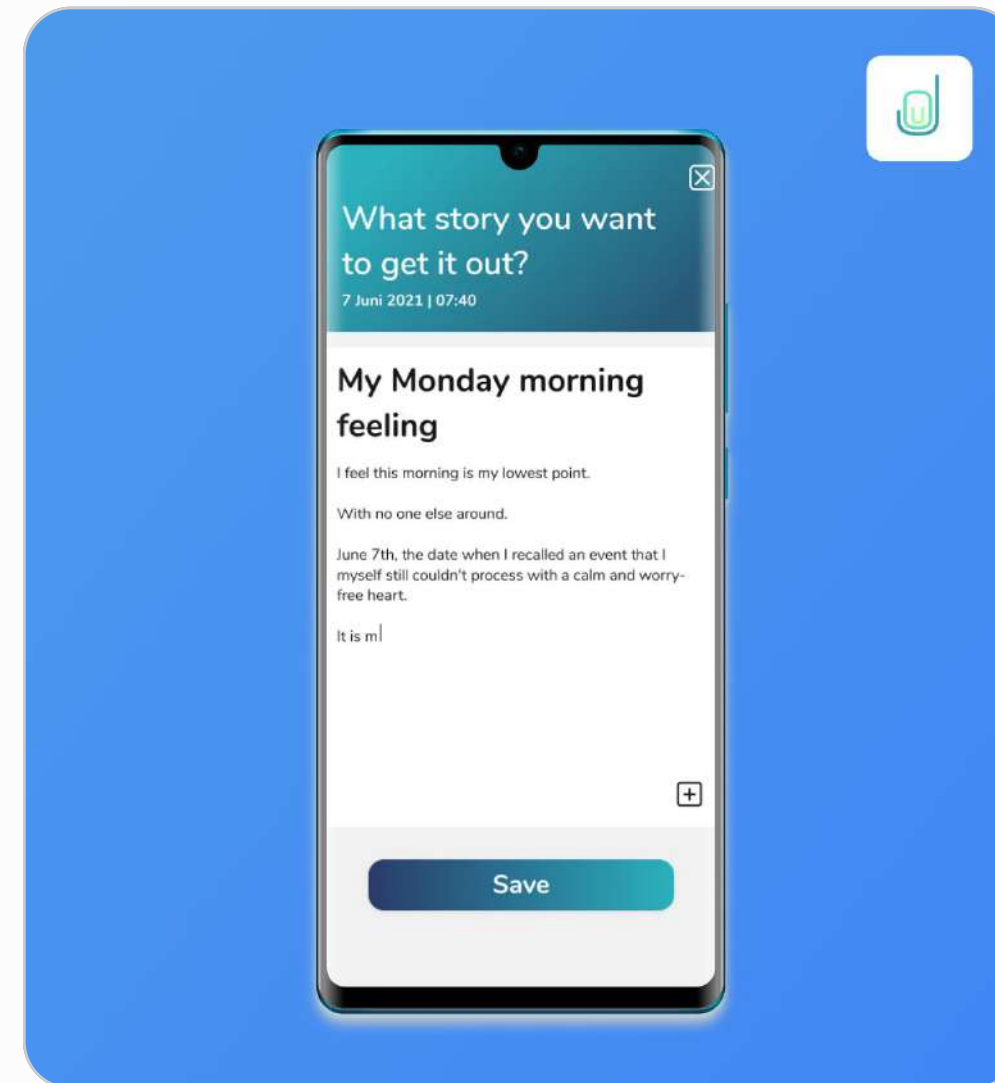 What story you want
to get it out?
7 Juni 2021 | 07:40
My Monday morning
feeling
I feel this morning is my lowest point.
With no one else around.
June 7th, the date when I recalled an event that I
myself still couldn't process with a calm and worry-
free heart.
It is m
Save